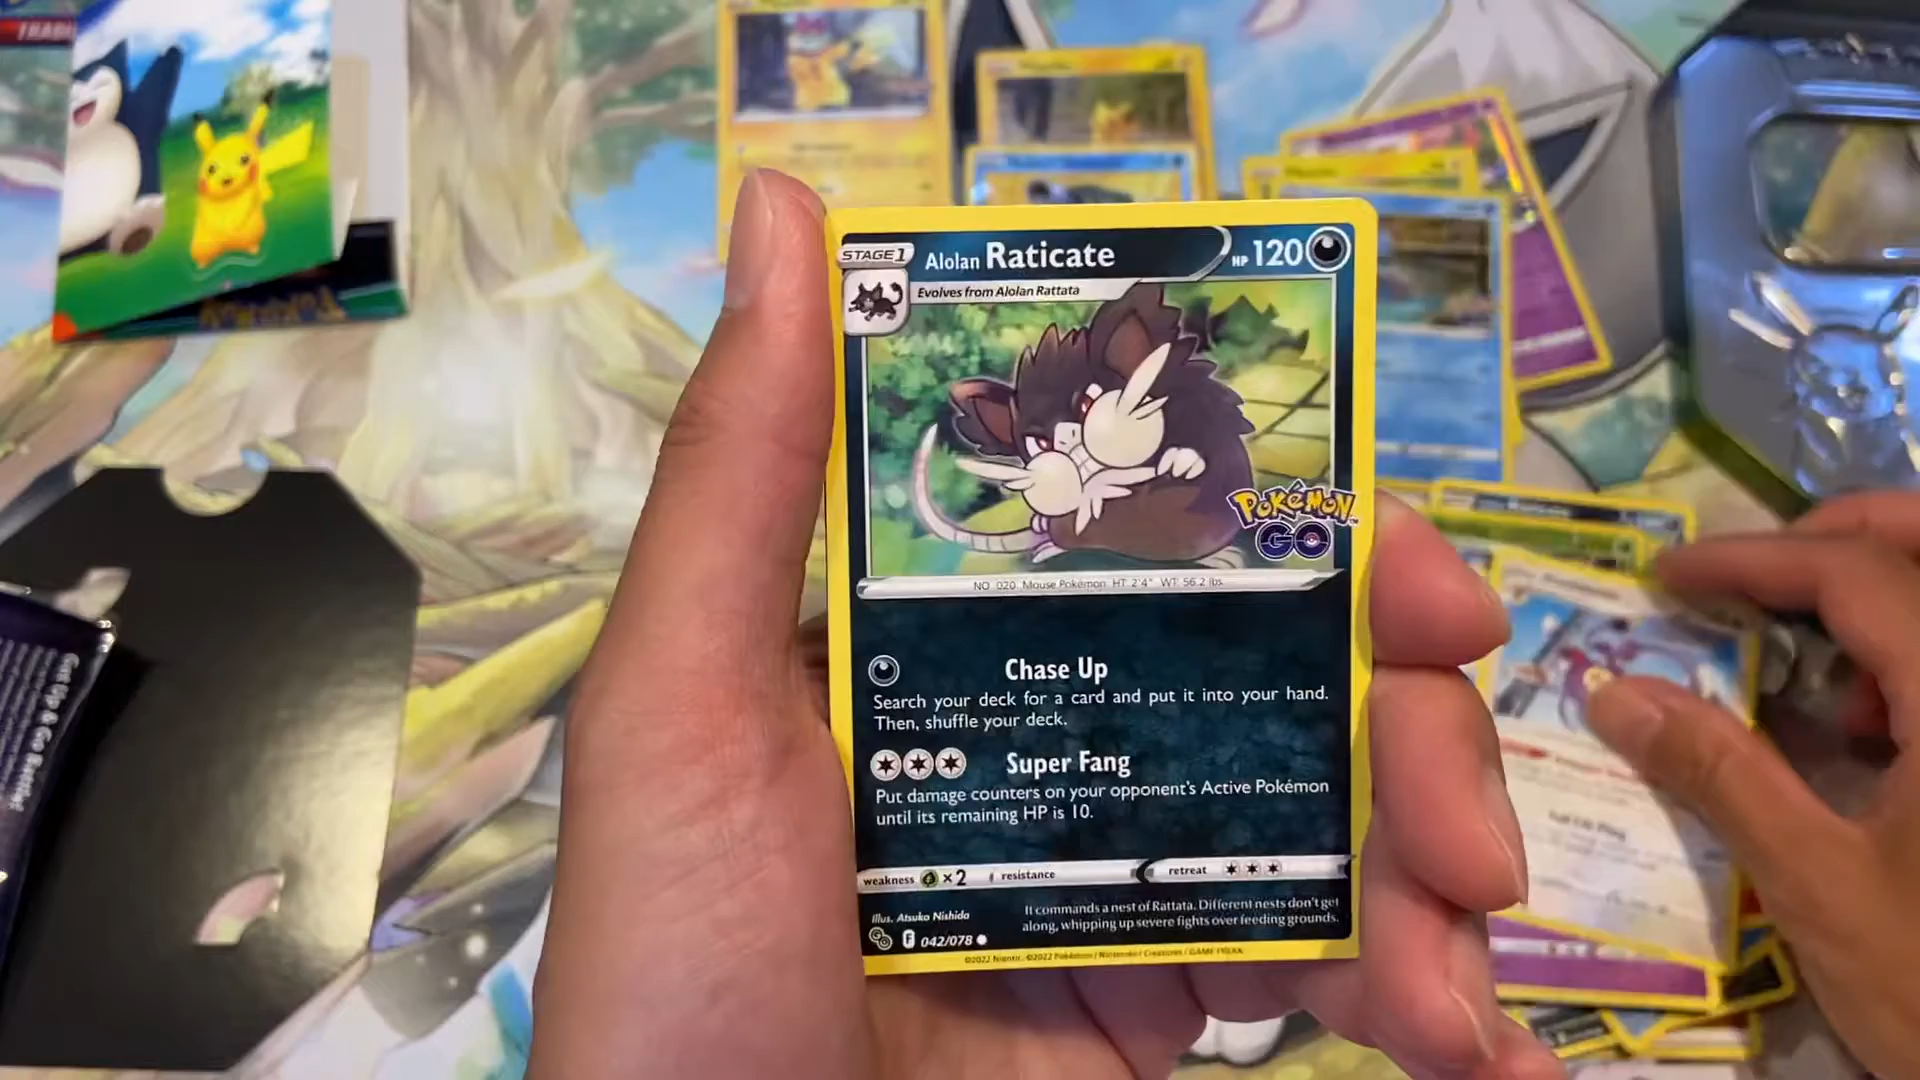 STAGE 1
Alolan Raticate
HP 120
Evolves from Alolan Rattata
POKÉMON
GO
NO. 020 Mouse Pokémon HT: 2'4" WT: 56.2 lbs.
Chase Up
Search your deck for a card and put it into your hand.
Then, shuffle your deck.
Super Fang
Put damage counters on your opponent's Active Pokémon
until its remaining HP is 10.
weakness ×2 resistance retreat
Illus. Atsuko Nishida
It commands a nest of Rattata. Different nests don't get
along, whipping up severe fights over feeding grounds.
F 042/078
©2022 Niantic. ©2022 Pokémon / Nintendo / Creatures / GAME FREAK